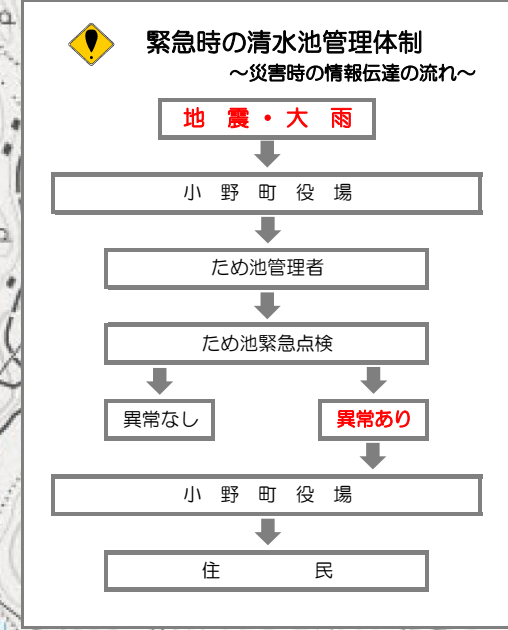 緊急時の清水池管理体制
～災害時の情報伝達の流れ～
地 震・大 雨
小 野 町 役 場
ため池管理者
ため池緊急点検
異常なし
異常あり
小 野 町 役 場
住 民